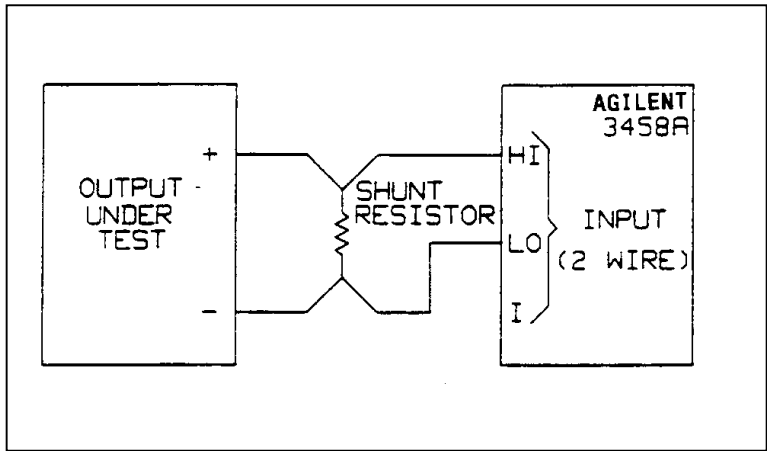 AGILENT
3458A
+
HI
OUTPUT
UNDER
TEST
SHUNT
RESISTOR
INPUT
(2 WIRE)
LO
-
I